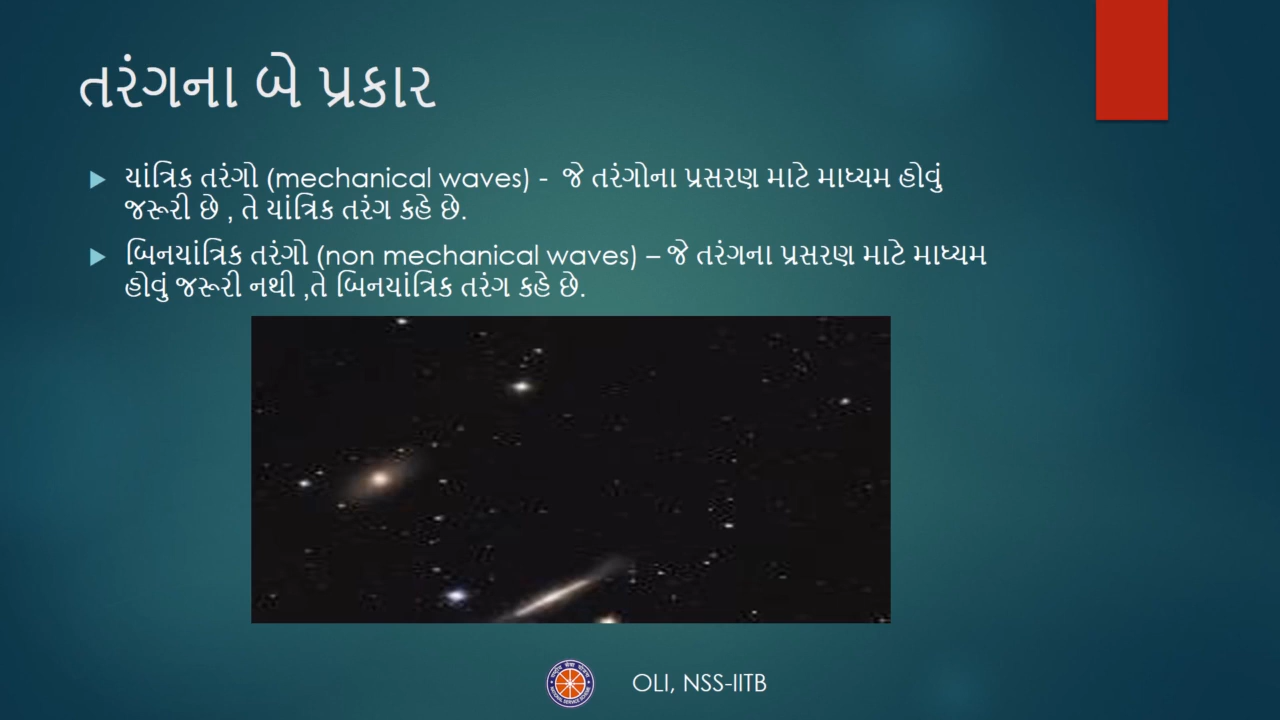 તરંગના બે પ્રકાર
યાંત્રિક તરંગો (mechanical waves) - જે તરંગોના પ્રસરણ માટે માધ્યમ હોવું
જરૂરી છે , તે યાંત્રિક તરંગ કહે છે.
બિનયાંત્રિક તરંગો (non mechanical waves) – જે તરંગના પ્રસરણ માટે માધ્યમ
હોવું જરૂરી નથી ,તે બિનયાંત્રિક તરંગ કહે છે.
OLI, NSS-IITB